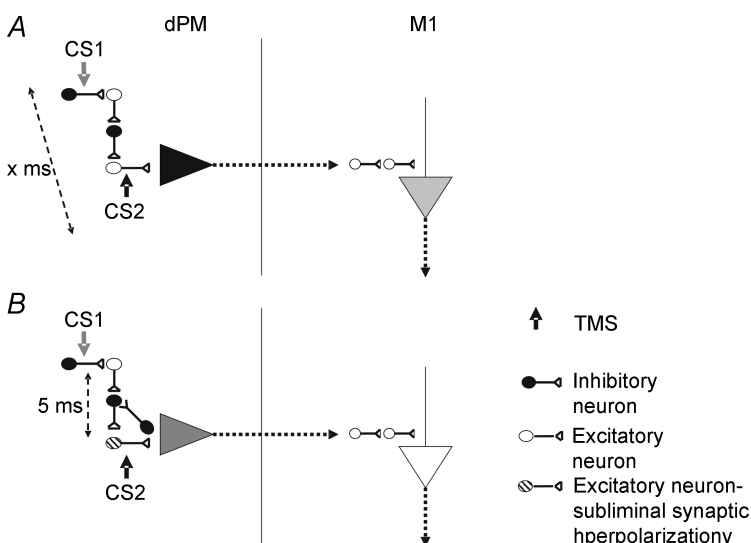 A dPM M1
CS1
x ms
CS2
B
CS1
TMS
5 ms
Inhibitory
neuron
Excitatory
neuron
CS2
Excitatory neuron-
subliminal synaptic
hperpolarizationy